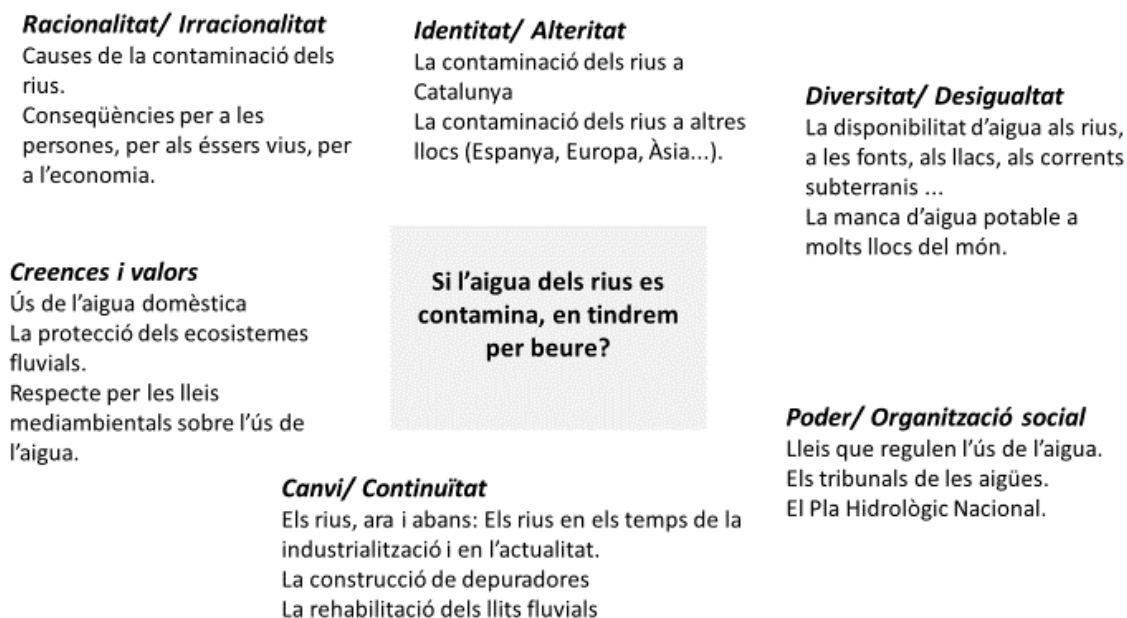 Racionalitat/ Irracionalitat
Causes de la contaminació dels
rius.
Conseqüències per a les
persones, per als éssers vius, per
a l'economia.
Identitat/ Alteritat
La contaminació dels rius a
Catalunya
La contaminació dels rius a altres
llocs (Espanya, Europa, Àsia...).
Diversitat/ Desigualtat
La disponibilitat d'aigua als rius,
a les fonts, als llacs, als corrents
subterranis ...
La manca d'aigua potable a
molts llocs del món.
Creences i valors
Ús de l'aigua domèstica
La protecció dels ecosistemes
fluvials.
Respecte per les lleis
mediambientals sobre l'ús de
l'aigua.
Si l'aigua dels rius es
contamina, en tindrem
per beure?
Poder/ Organització social
Lleis que regulen l'ús de l'aigua.
Els tribunals de les aigües.
El Pla Hidrològic Nacional.
Canvi/ Continuïtat
Els rius, ara i abans: Els rius en els temps de la
industrialització i en l'actualitat.
La construcció de depuradores
La rehabilitació dels llits fluvials